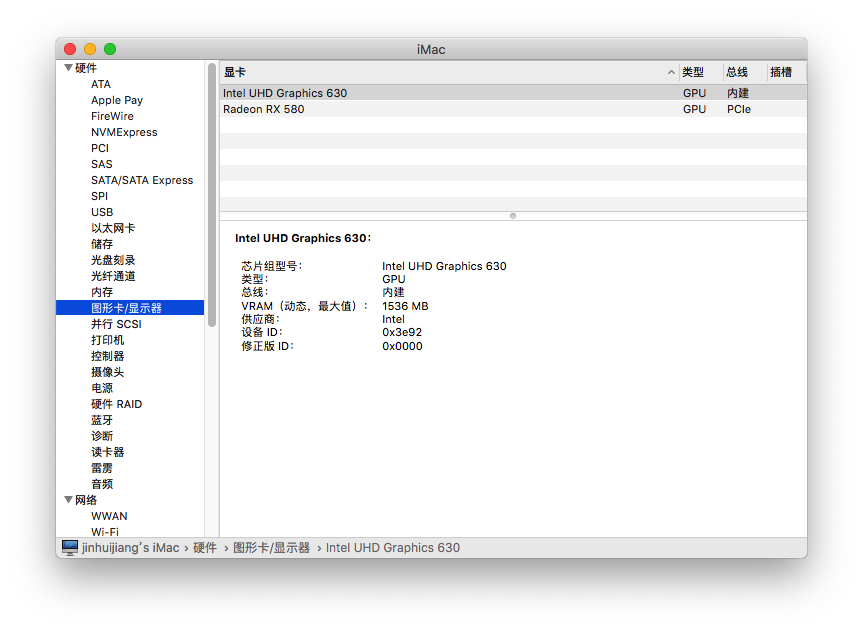 iMac
硬件
ATA
Apple Pay
FireWire
NVMExpress
PCI
SAS
SATA/SATA Express
SPI
USB
以太网卡
储存
光盘刻录
光纤通道
内存
图形卡/显示器
并行 SCSI
打印机
控制器
摄像头
电源
硬件 RAID
蓝牙
诊断
读卡器
雷雳
音频
网络
WWAN
Wi-Fi
显卡 类型 总线 插槽
Intel UHD Graphics 630 GPU 内建
Radeon RX 580 GPU PCIe
Intel UHD Graphics 630：
芯片组型号： Intel UHD Graphics 630
类型： GPU
总线： 内建
VRAM（动态，最大值）： 1536 MB
供应商： Intel
设备 ID： 0x3e92
修正版 ID： 0x0000
jinhuijiang's iMac › 硬件 › 图形卡/显示器 › Intel UHD Graphics 630